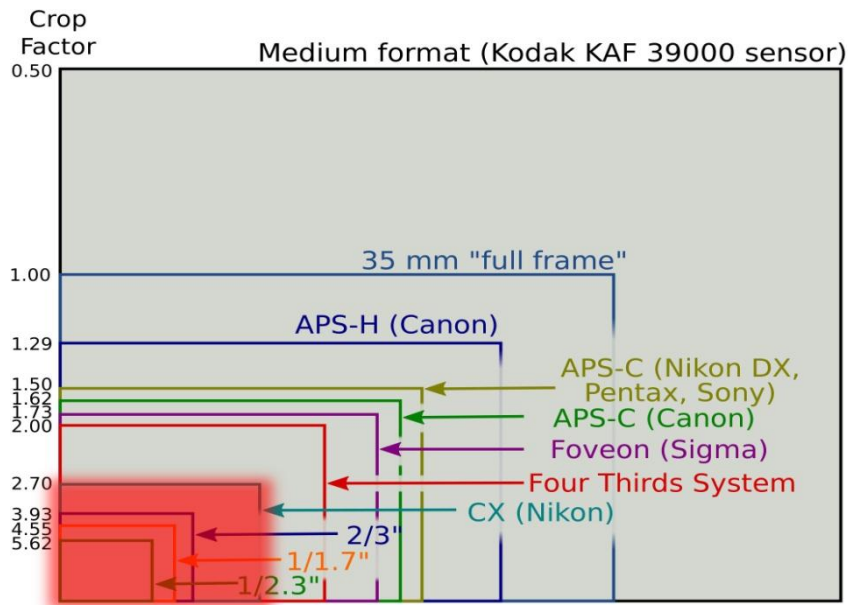 Crop
Factor
Medium format (Kodak KAF 39000 sensor)
0.50
35 mm "full frame"
1.00
APS-H (Canon)
1.29
APS-C (Nikon DX,
Pentax, Sony)
1.50
1.62
APS-C (Canon)
1.73
2.00
Foveon (Sigma)
Four Thirds System
2.70
CX (Nikon)
3.93
2/3"
4.55
5.62
1/1.7"
1/2.3"